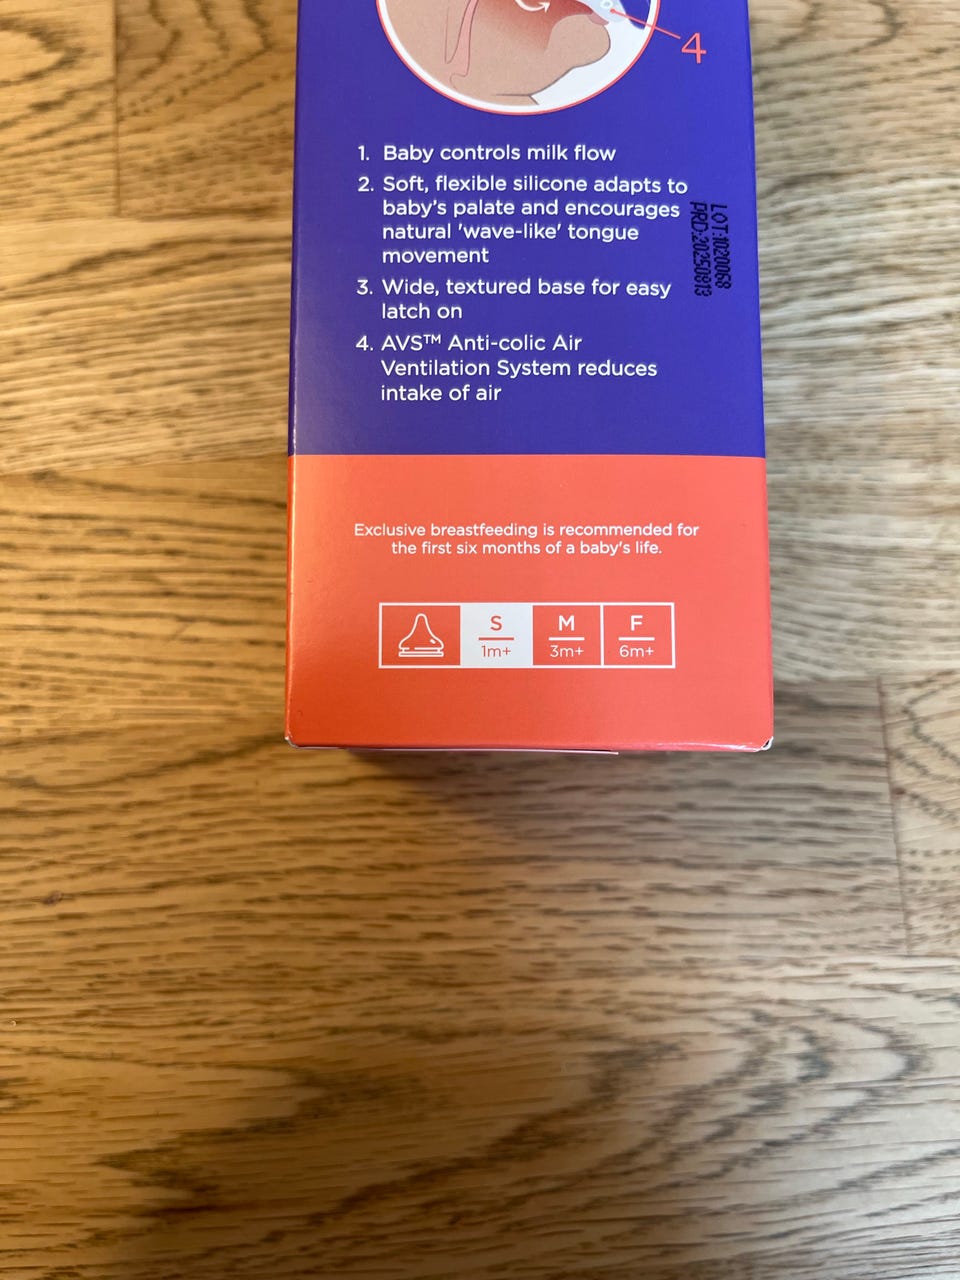 4
1. Baby controls milk flow
2. Soft, flexible silicone adapts to
baby's palate and encourages
natural 'wave-like' tongue
movement
3. Wide, textured base for easy
latch on
4. AVS™ Anti-colic Air
Ventilation System reduces
intake of air
LOT:1020068
PRD:20250813
Exclusive breastfeeding is recommended for
the first six months of a baby's life.
S M F
1m+ 3m+ 6m+